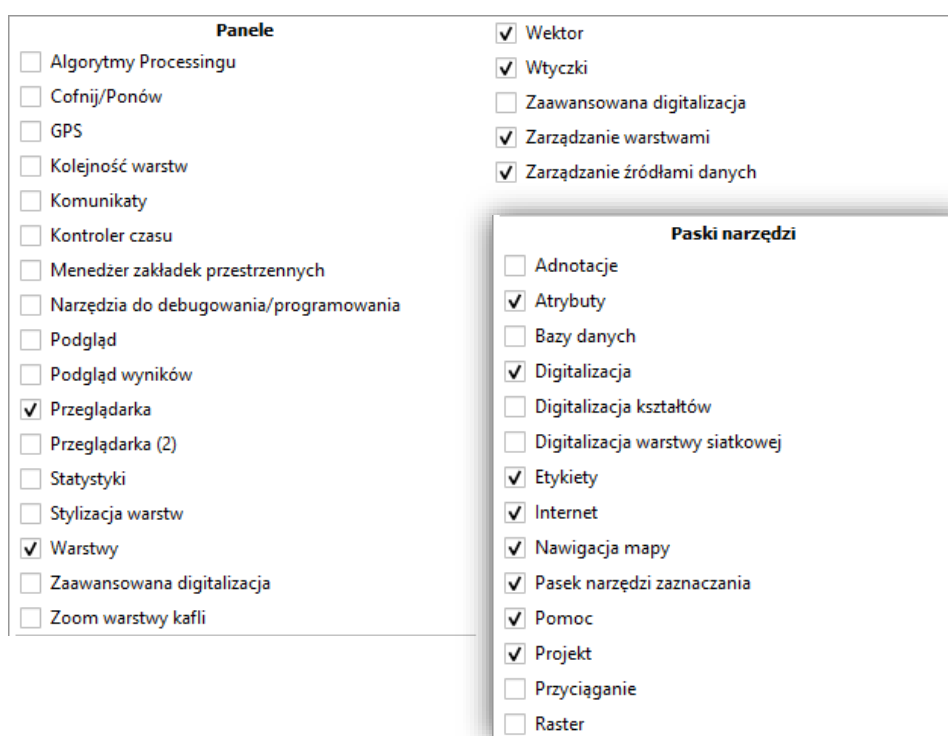 Panele
Algorytmy Processingu
Cofnij/Ponów
GPS
Kolejność warstw
Komunikaty
Kontroler czasu
Menedżer zakładek przestrzennych
Narzędzia do debugowania/programowania
Podgląd
Podgląd wyników
Przeglądarka
Przeglądarka (2)
Statystyki
Stylizacja warstw
Warstwy
Zaawansowana digitalizacja
Zoom warstwy kafli
Wektor
Wtyczki
Zaawansowana digitalizacja
Zarządzanie warstwami
Zarządzanie źródłami danych
Paski narzędzi
Adnotacje
Atrybuty
Bazy danych
Digitalizacja
Digitalizacja kształtów
Digitalizacja warstwy siatkowej
Etykiety
Internet
Nawigacja mapy
Pasek narzędzi zaznaczania
Pomoc
Projekt
Przyciąganie
Raster